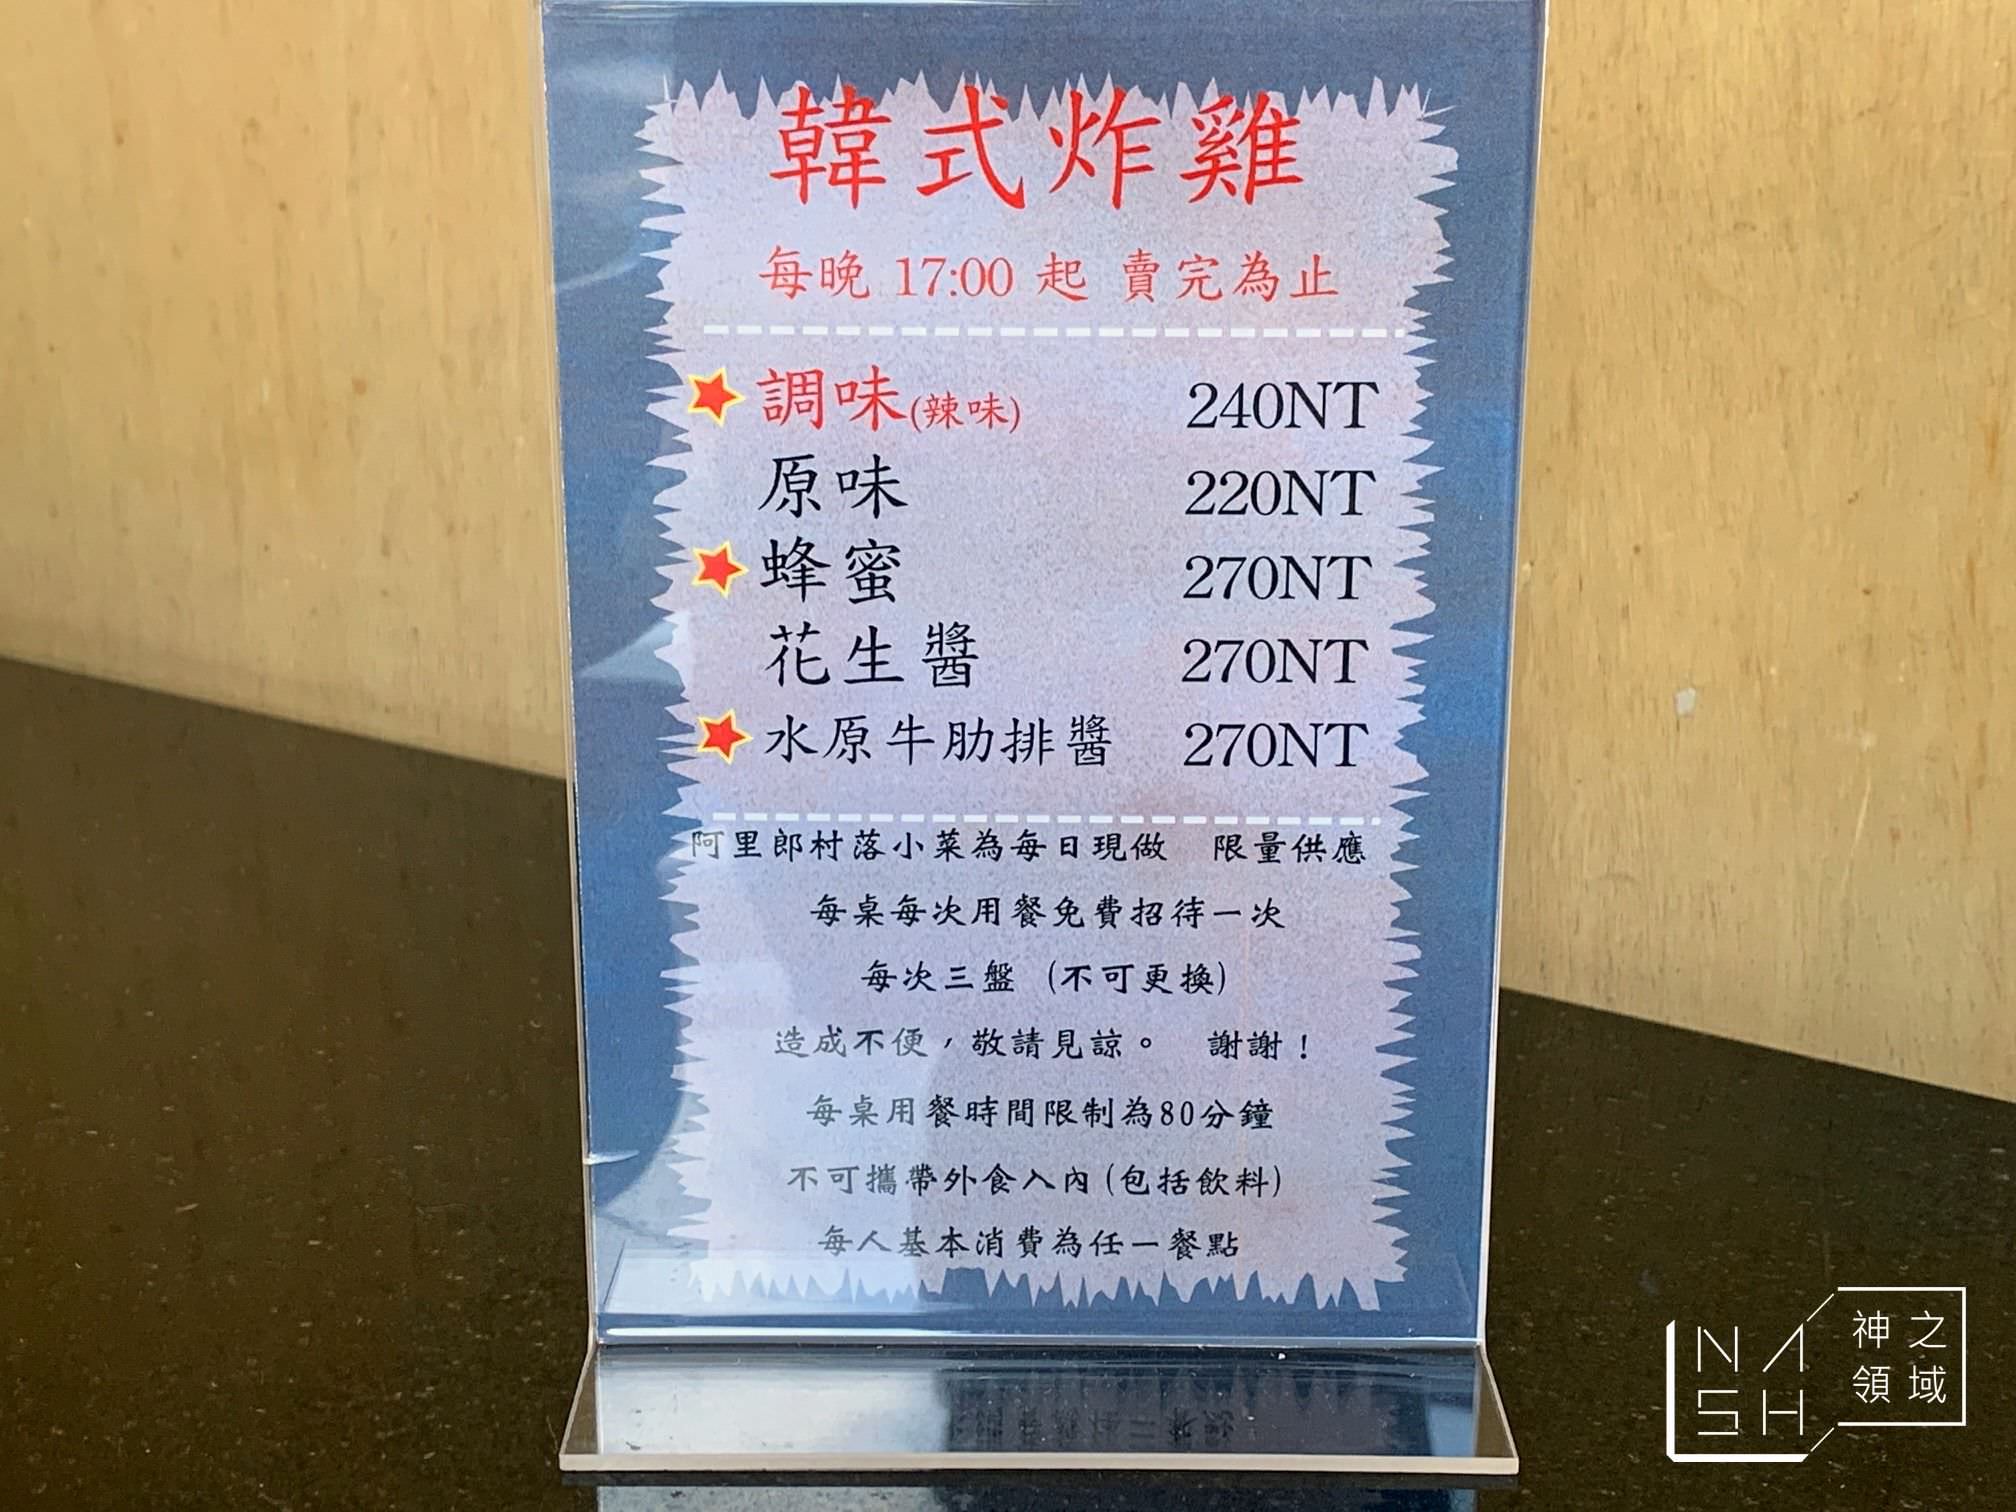 韓式炸雞
每晚 17:00 起 賣完為止
調味(辣味) 240NT
原味 220NT
蜂蜜 270NT
花生醬 270NT
水原牛肋排醬 270NT
阿里郎村落小菜為每日現做 限量供應
每桌每次用餐免費招待一次
每次三盤 (不可更換)
造成不便，敬請見諒。 謝謝！
每桌用餐時間限制為80分鐘
不可攜帶外食入內(包括飲料)
每人基本消費為任一餐點
NASH
神之領域